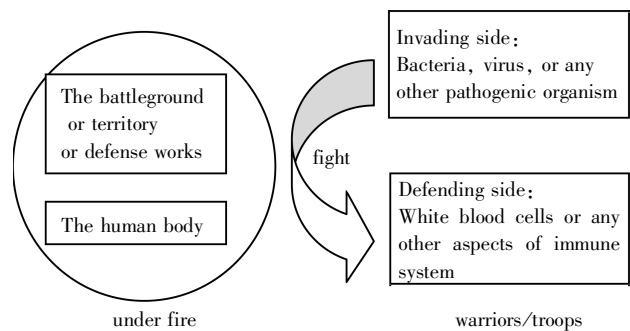 The battleground
or territory
or defense works
The human body
under fire
fight
Invading side:
Bacteria, virus, or any
other pathogenic organism
Defending side:
White blood cells or any
other aspects of immune
system
warriors/troops